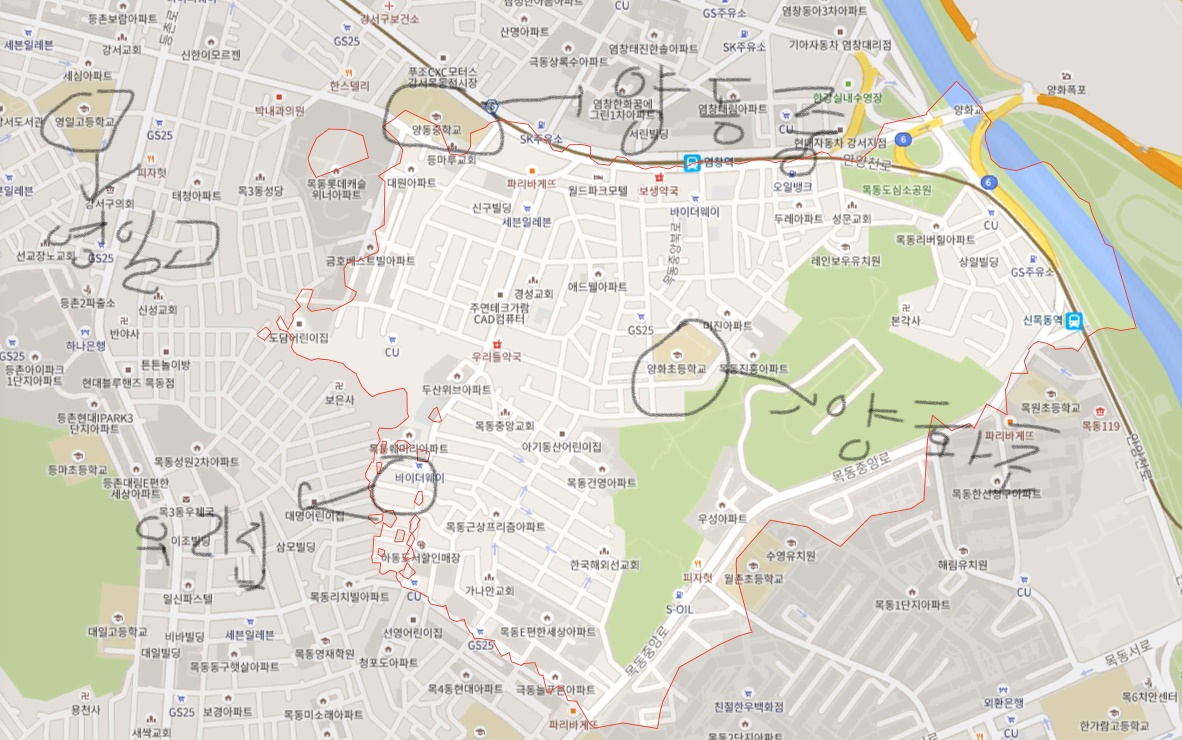 등촌보람아파트
강서구보건소
CU
GS주유소
염창동아3차아파트
세븐일레븐
강서교회
신한이모르젠
GS25
산명아파트
염창태진한솔아파트
SK주유소
기아자동차 염창대리점
극동상록수아파트
세심아파트
한스델리
푸조CXC모터스
강서목동전시장
양화폭포
영일고등학교
박내과의원
염창한화꿈에
그린1차아파트
염창태림아파트
한강실내수영장
양화교
양동중
GS25
양동중학교
SK주유소
서린빌딩
CU
현대자동차 강서지점
6
피자헛
등마루교회
염창역
안양천로
강서구의회
태청아파트
목3동성당
목동롯데캐슬
위너아파트
대원아파트
파리바게뜨
월드파크모텔
보생약국
오일뱅크
목동도심소공원
6
영일고
신구빌딩
세븐일레븐
바이더웨이
두레아파트
성문교회
CU
선교장노교회
GS25
금호베스트빌아파트
목동중앙북로
레인보우유치원
목동리버힐아파트
상일빌딩
GS주유소
등촌2파출소
신성교회
경성교회
애드웰아파트
주연테크가람
CAD컴퓨터
본각사
신목동역
반야사
도담어린이집
GS25
미진아파트
하나은행
GS25
CU
우리들약국
등촌아이파크
1단지아파트
튼튼놀이방
현대블루핸즈 목동점
양화초등학교
목동진흥아파트
보은사
두산위브아파트
양화초
목원초등학교
목동119
등촌현대IPARK3
단지아파트
목동중앙교회
파리바게뜨
목동훼미리아파트
아기동산어린이집
안양천로
등마초등학교
목동성원2차아파트
바이더웨이
목동중앙로
등촌대림E편한
세상아파트
목동건영아파트
목동한신청구아파트
목3동우체국
대명어린이집
우성아파트
우리집
이조빌딩
삼모빌딩
목동근상프리즘아파트
수영유치원
아동도서할인매장
한국해외선교회
피자헛
월촌초등학교
해림유치원
일신파스텔
목동리치빌아파트
CU
가나안교회
S-OIL
목동1단지아파트
CU
대일고등학교
비바빌딩
세븐일레븐
선영어린이집
목동E편한세상아파트
대일빌딩
목동동구햇살아파트
목동영재학원
GS25
목동중앙로
목동서로
청포도아파트
목4동현대아파트
극동늘푸른아파트
목6치안센터
용천사
GS25
보경아파트
목동미소래아파트
파리바게뜨
친절한우백화점
외환은행
한가람고등학교
새싹교회
목동2단지아파트
CU